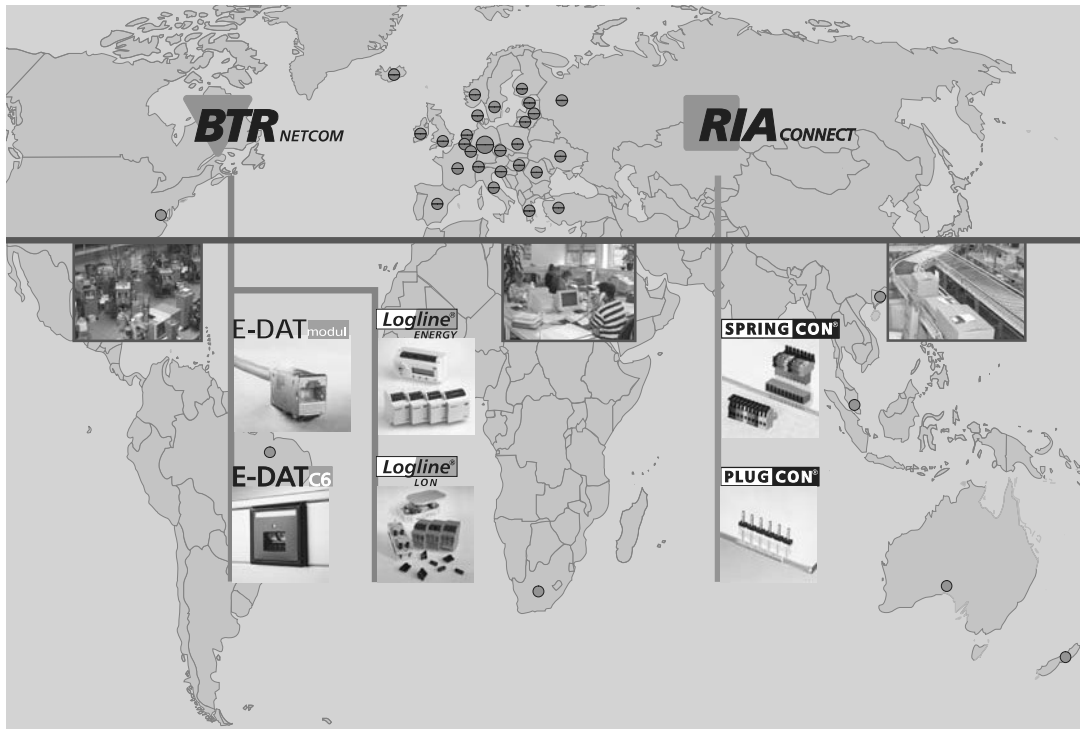 BTR NETCOM
RIA CONNECT
E-DAT modul
Logline®
ENERGY
SPRING CON®
E-DAT C6
Logline®
LON
PLUG CON®